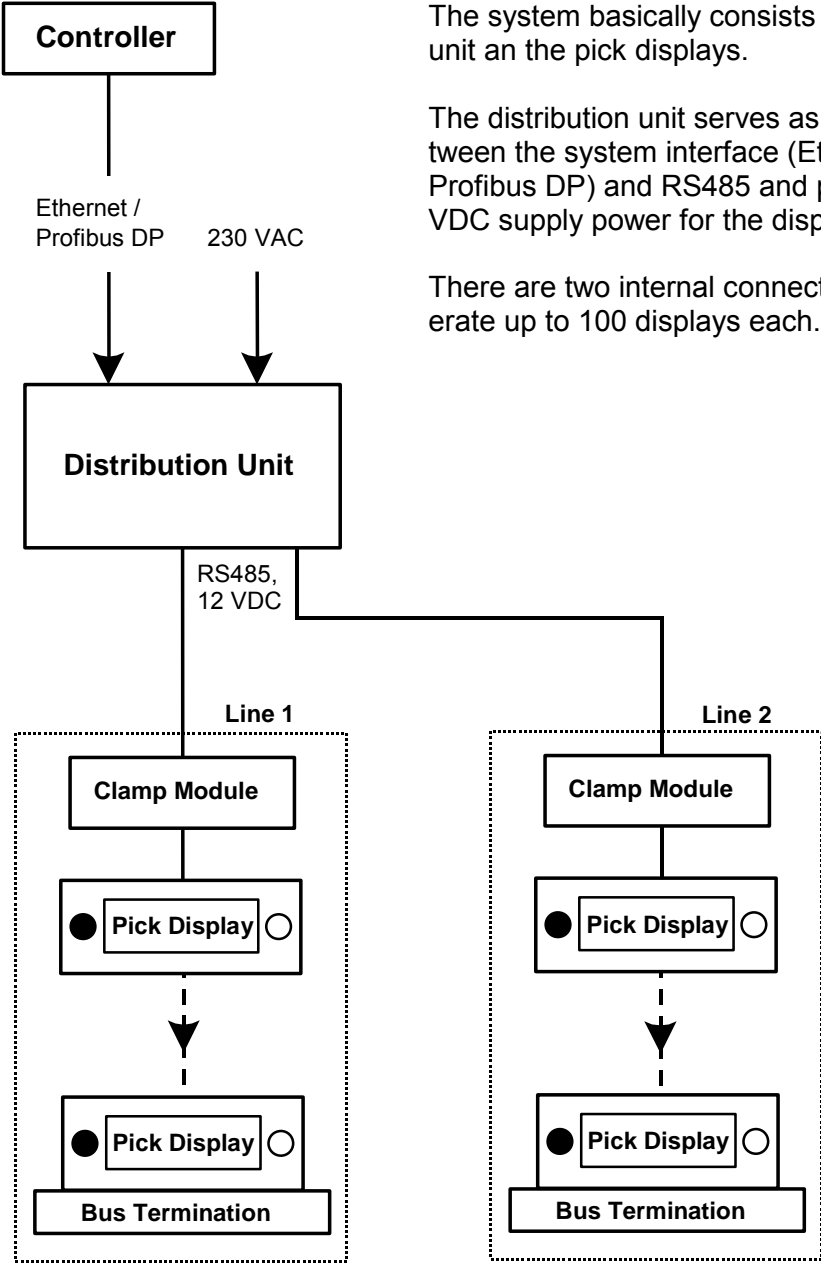 Controller
The system basically consists
unit an the pick displays.
The distribution unit serves as
tween the system interface
Profibus DP) and RS485 and
VDC supply power for the
There are two internal
erate up to 100 displays each.
Ethernet /
Profibus DP
230 VAC
Distribution Unit
RS485,
12 VDC
Line 1
Clamp Module
Pick Display
Pick Display
Bus Termination
Line 2
Clamp Module
Pick Display
Pick Display
Bus Termination